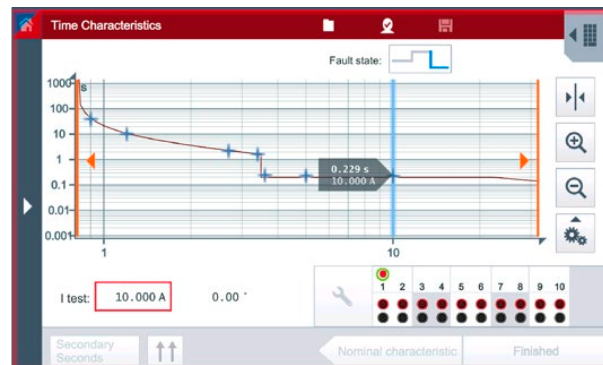 Time Characteristics
Fault state:
1000
s
100
10
1
0.1
0.01
0.001
0.229 s
10.000 A
1
10
I test:
10.000 A
0.00 °
1 2 3 4 5 6 7 8 9 10
Secondary
Seconds
Nominal characteristic
Finished